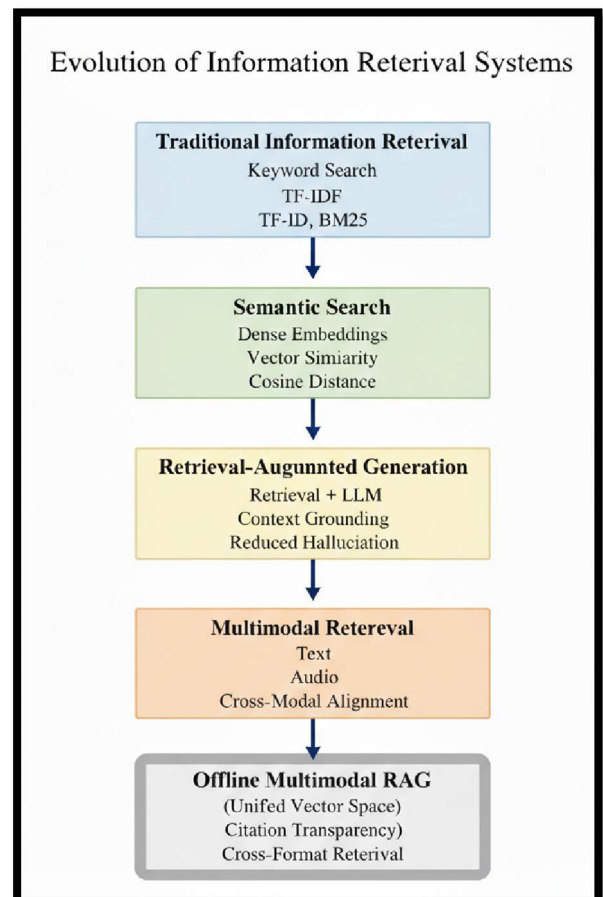 Evolution of Information Reterival Systems
Traditional Information Reterival
Keyword Search
TF-IDF
TF-ID, BM25
Semantic Search
Dense Embeddings
Vector Simiarity
Cosine Distance
Retrieval-Augunnted Generation
Retrieval + LLM
Context Grounding
Reduced Halluciation
Multimodal Retereval
Text
Audio
Cross-Modal Alignment
Offline Multimodal RAG
(Unifed Vector Space)
Citation Transparency)
Cross-Format Reterival